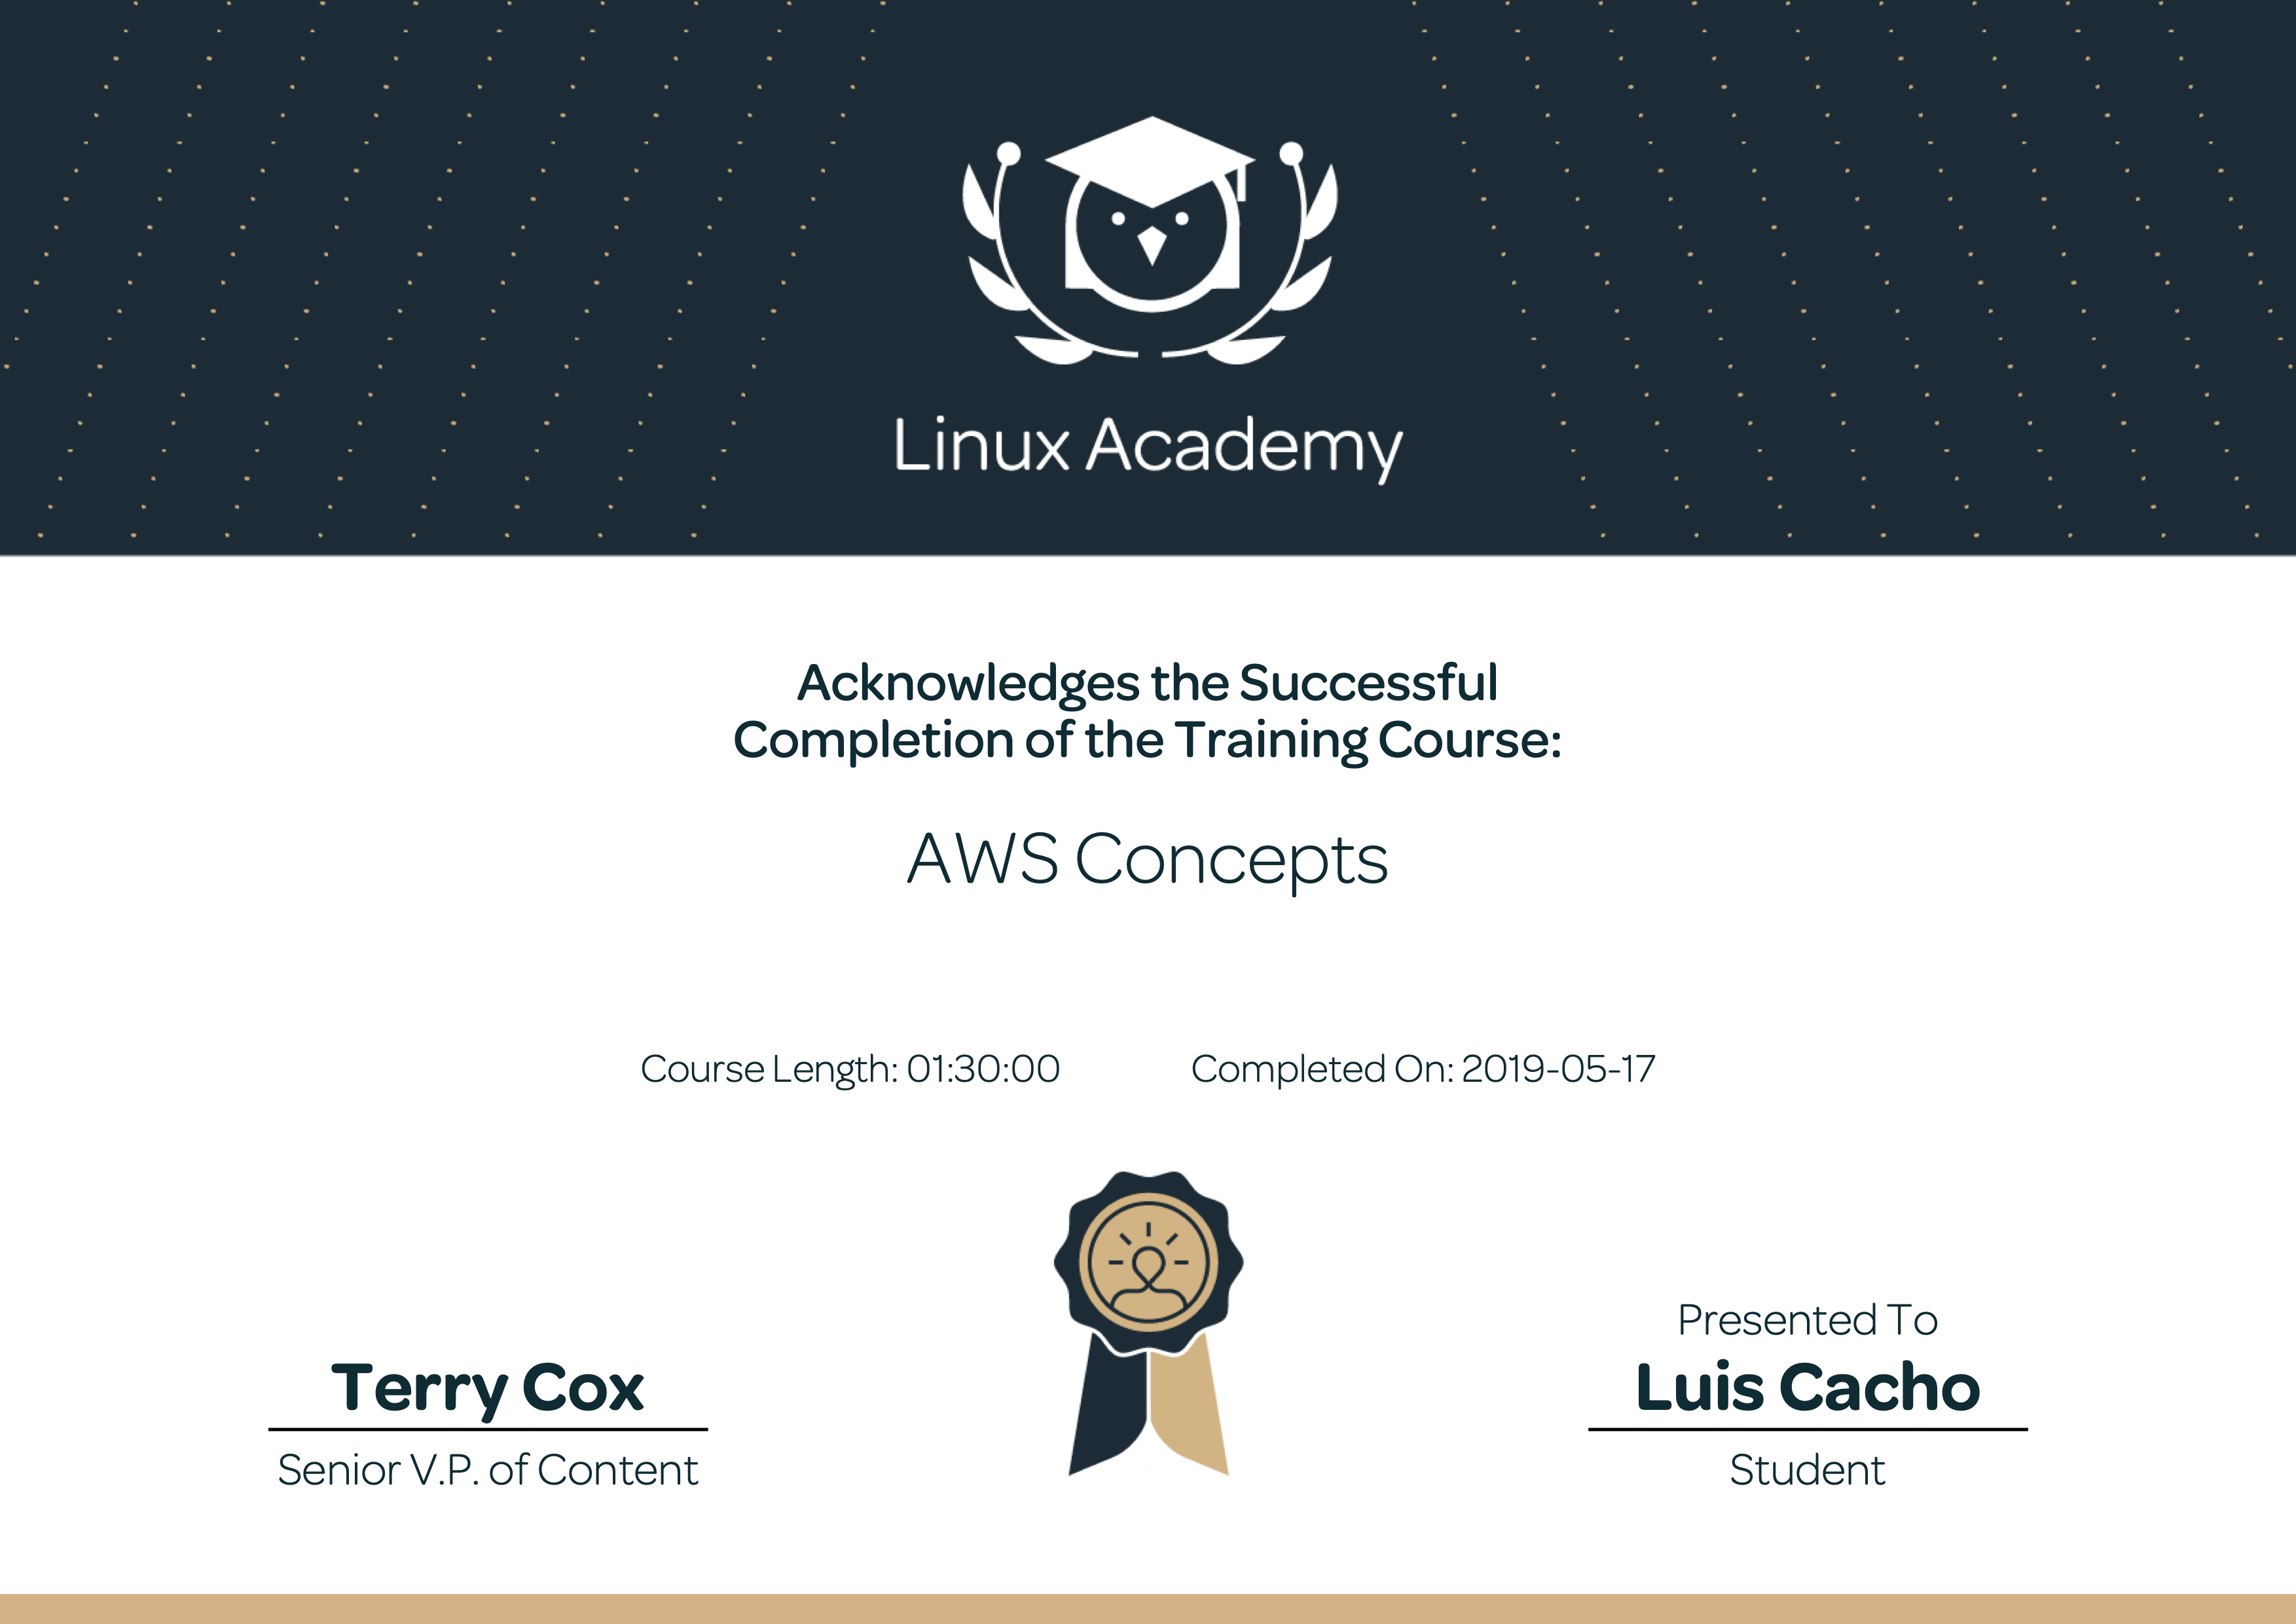 Linux Academy
Acknowledges the Successful
Completion of the Training Course:
AWS Concepts
Course Length: 01:30:00
Completed On: 2019-05-17
Terry Cox
Senior V.P. of Content
Presented To
Luis Cacho
Student